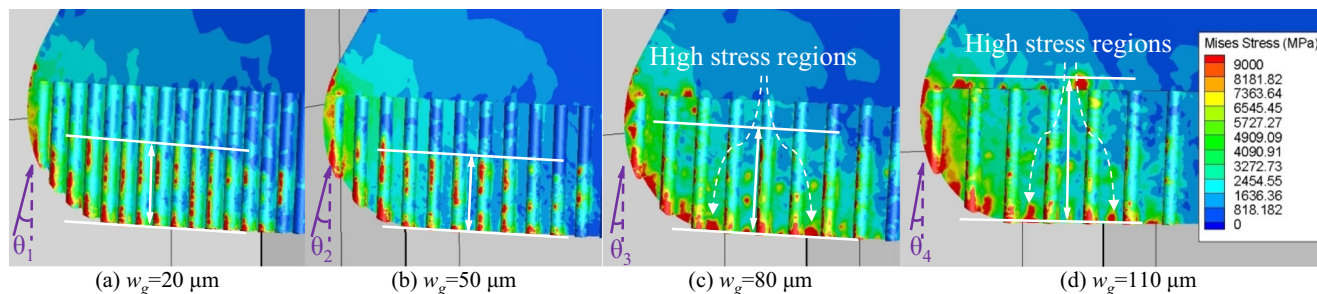 High stress regions
High stress regions
Mises Stress (MPa)
9000
8181.82
7363.64
6545.45
5727.27
4909.09
4090.91
3272.73
2454.55
1636.36
818.182
0
θ1
θ2
θ3
θ4
(a) wg=20 μm
(b) wg=50 μm
(c) wg=80 μm
(d) wg=110 μm